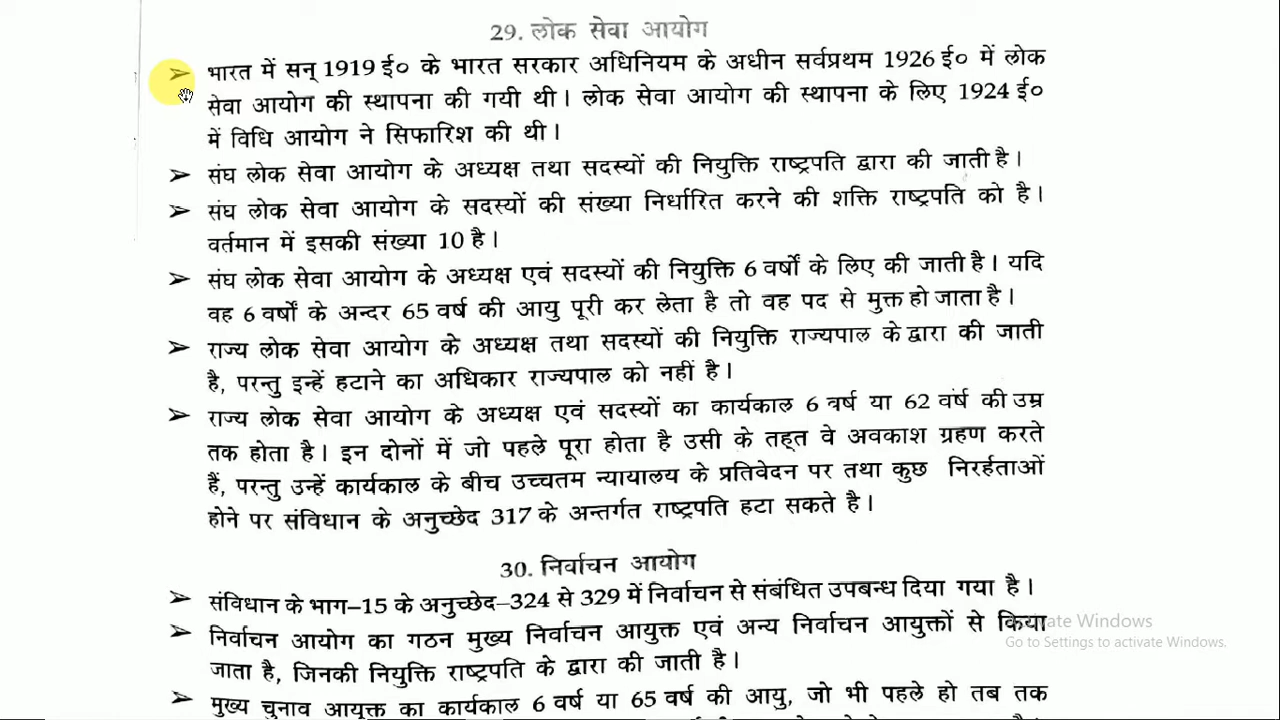 29. लोक सेवा आयोग
➢ भारत में सन् 1919 ई० के भारत सरकार अधिनियम के अधीन सर्वप्रथम 1926 ई० में लोक
सेवा आयोग की स्थापना की गयी थी। लोक सेवा आयोग की स्थापना के लिए 1924 ई०
में विधि आयोग ने सिफारिश की थी।
➢ संघ लोक सेवा आयोग के अध्यक्ष तथा सदस्यों की नियुक्ति राष्ट्रपति द्वारा की जाती है।
➢ संघ लोक सेवा आयोग के सदस्यों की संख्या निर्धारित करने की शक्ति राष्ट्रपति को है।
वर्तमान में इसकी संख्या 10 है।
➢ संघ लोक सेवा आयोग के अध्यक्ष एवं सदस्यों की नियुक्ति 6 वर्षों के लिए की जाती है। यदि
वह 6 वर्षों के अन्दर 65 वर्ष की आयु पूरी कर लेता है तो वह पद से मुक्त हो जाता है।
➢ राज्य लोक सेवा आयोग के अध्यक्ष तथा सदस्यों की नियुक्ति राज्यपाल के द्वारा की जाती
है, परन्तु इन्हें हटाने का अधिकार राज्यपाल को नहीं है।
➢ राज्य लोक सेवा आयोग के अध्यक्ष एवं सदस्यों का कार्यकाल 6 वर्ष या 62 वर्ष की उम्र
तक होता है। इन दोनों में जो पहले पूरा होता है उसी के तह्त वे अवकाश ग्रहण करते
हैं, परन्तु उन्हें कार्यकाल के बीच उच्चतम न्यायालय के प्रतिवेदन पर तथा कुछ निरर्हताओं
होने पर संविधान के अनुच्छेद 317 के अन्तर्गत राष्ट्रपति हटा सकते है।
30. निर्वाचन आयोग
➢ संविधान के भाग-15 के अनुच्छेद-324 से 329 में निर्वाचन से संबंधित उपबन्ध दिया गया है।
➢ निर्वाचन आयोग का गठन मुख्य निर्वाचन आयुक्त एवं अन्य निर्वाचन आयुक्तों से किया
जाता है, जिनकी नियुक्ति राष्ट्रपति के द्वारा की जाती है।
➢ मुख्य चुनाव आयुक्त का कार्यकाल 6 वर्ष या 65 वर्ष की आयु, जो भी पहले हो तब तक
Activate Windows
Go to Settings to activate Windows.